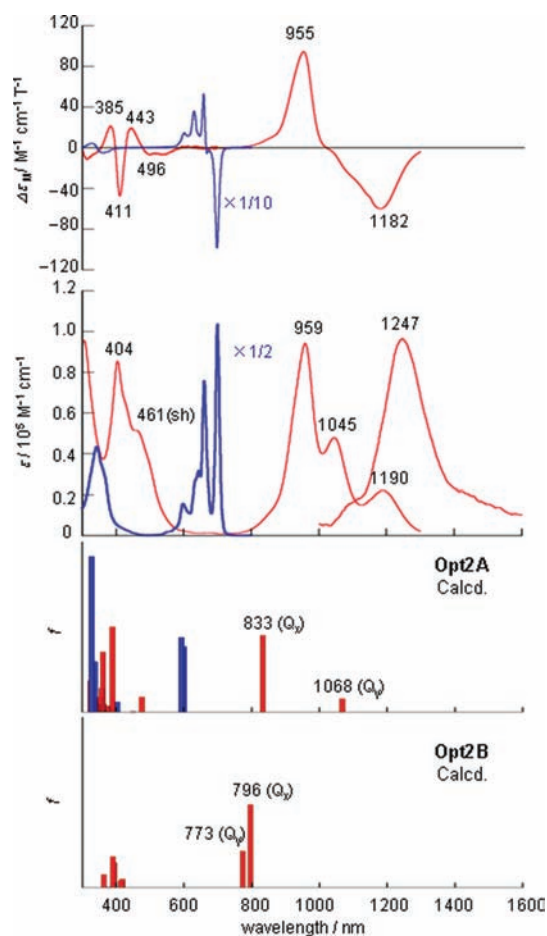 120
955
80
Δε_M / M⁻¹ cm⁻¹ T⁻¹
385
443
40
0
496
−40
411
×1/10
1182
−80
−120
1.2
959
1247
1.0
404
×1/2
ε / 10⁵ M⁻¹ cm⁻¹
0.8
461(sh)
0.6
1045
0.4
1190
0.2
0
Opt2A
Calcd.
f
833 (Qx)
1068 (Qy)
Opt2B
Calcd.
f
796 (Qx)
773 (Qy)
400 600 800 1000 1200 1400 1600
wavelength / nm